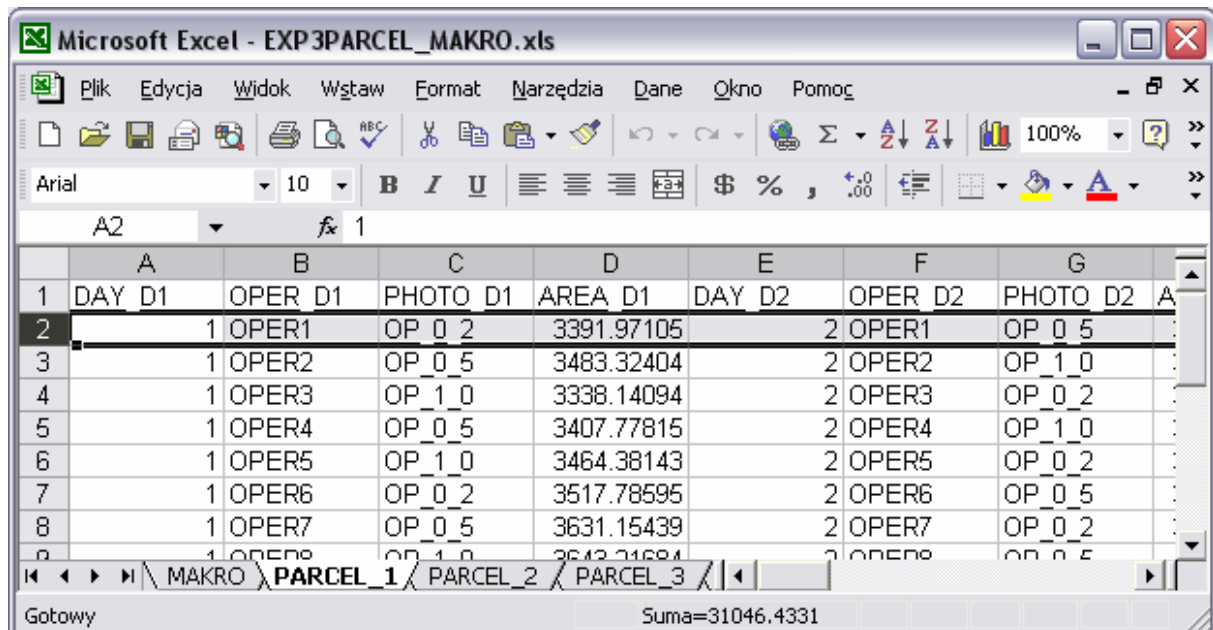 Microsoft Excel - EXP3PARCEL_MAKRO.xls
Plik Edycja Widok Wstaw Format Narzędzia Dane Okno Pomoc
ABC Σ 100%
Arial 10 B I U $ % ,
A2 fx 1
A B C D E F G
1 DAY_D1 OPER_D1 PHOTO_D1 AREA_D1 DAY_D2 OPER_D2 PHOTO_D2 A
2 1 OPER1 OP_0_2 3391.97105 2 OPER1 OP_0_5
3 1 OPER2 OP_0_5 3483.32404 2 OPER2 OP_1_0
4 1 OPER3 OP_1_0 3338.14094 2 OPER3 OP_0_2
5 1 OPER4 OP_0_5 3407.77815 2 OPER4 OP_1_0
6 1 OPER5 OP_1_0 3464.38143 2 OPER5 OP_0_2
7 1 OPER6 OP_0_2 3517.78595 2 OPER6 OP_0_5
8 1 OPER7 OP_0_5 3631.15439 2 OPER7 OP_0_2
MAKRO PARCEL_1 PARCEL_2 PARCEL_3
Gotowy Suma=31046.4331